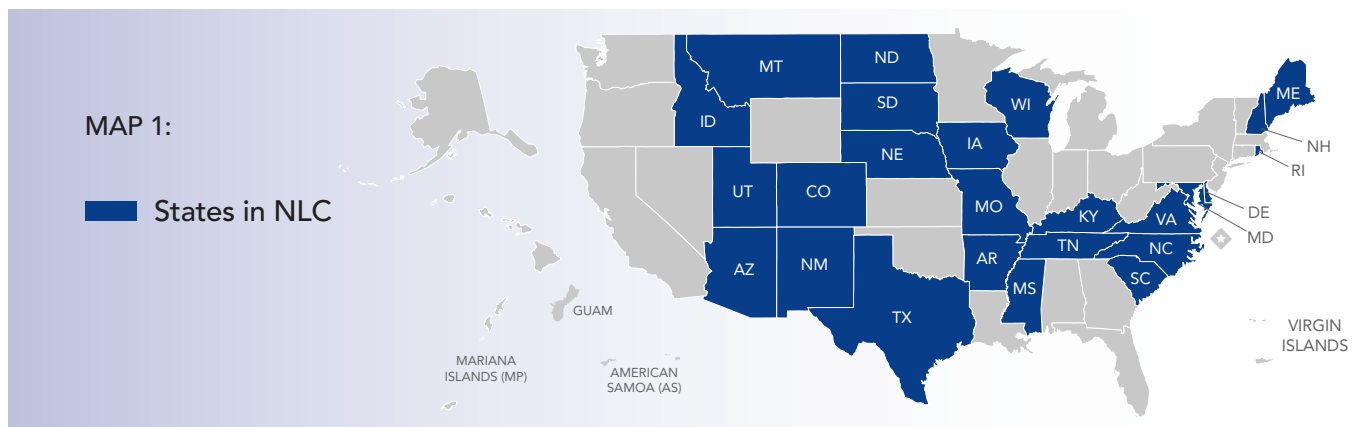 MAP 1:
States in NLC
MT
ND
SD
ID
WI
ME
NH
RI
IA
NE
UT
CO
MO
KY
VA
DE
MD
AZ
NM
AR
TN
NC
SC
MS
TX
GUAM
MARIANA
ISLANDS (MP)
AMERICAN
SAMOA (AS)
VIRGIN
ISLANDS